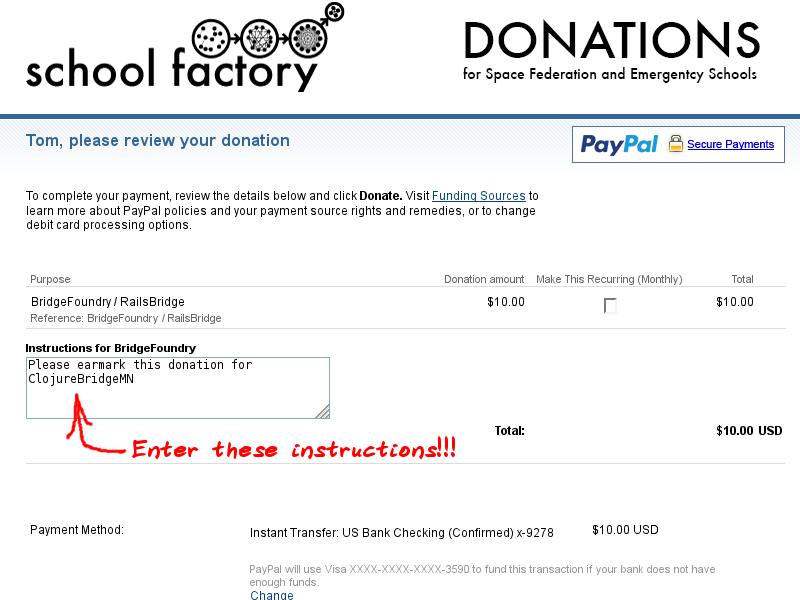 school factory
DONATIONS
for Space Federation and Emergentcy Schools
Tom, please review your donation
PayPal Secure Payments
To complete your payment, review the details below and click Donate. Visit Funding Sources to
learn more about PayPal policies and your payment source rights and remedies, or to change
debit card processing options.
Purpose Donation amount Make This Recurring (Monthly) Total
BridgeFoundry / RailsBridge $10.00 $10.00
Reference: BridgeFoundry / RailsBridge
Instructions for BridgeFoundry
Please earmark this donation for
ClojureBridgeMN
Total: $10.00 USD
Enter these instructions!!!
Payment Method: Instant Transfer: US Bank Checking (Confirmed) x-9278 $10.00 USD
PayPal will use Visa XXXX-XXXX-XXXX-3590 to fund this transaction if your bank does not have
enough funds.
Change